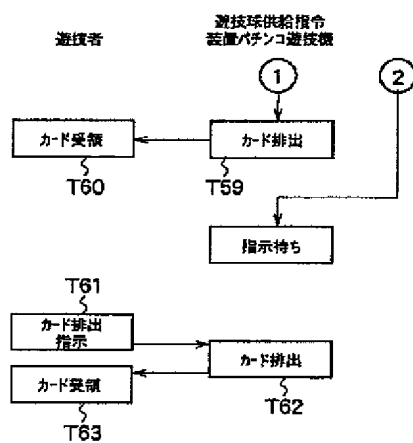 遊技者
遊技球供給指令
装置パチンコ遊技機
1
2
カード受領
カード排出
T60
T59
指示待ち
T61
カード排出
指示
カード排出
カード受領
T62
T63